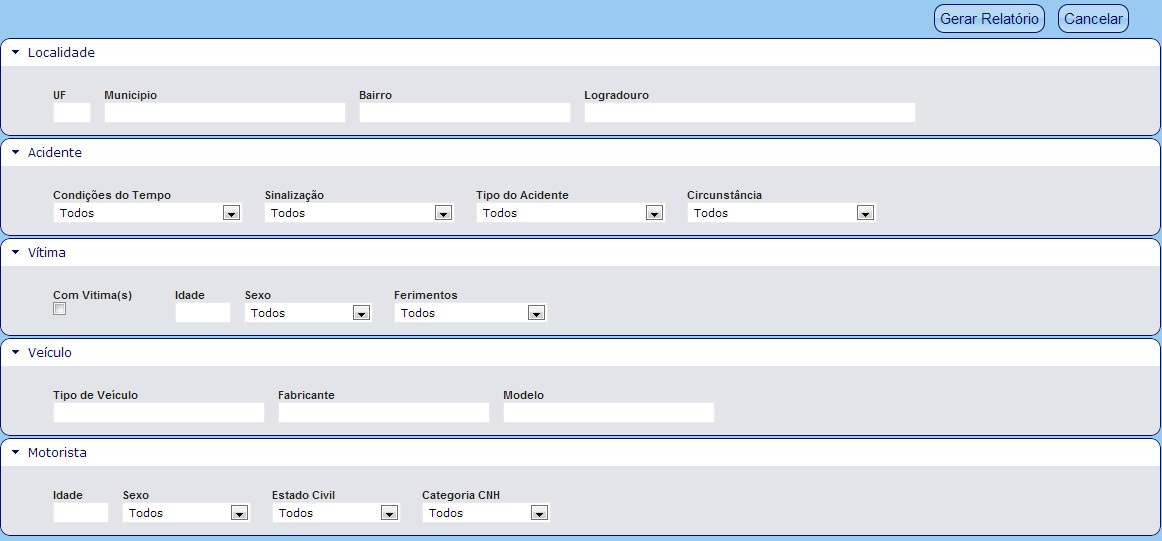 Gerar Relatório Cancelar
Localidade
UF Municipio Bairro Logradouro
Acidente
Condições do Tempo Sinalização Tipo do Acidente Circunstância
Todos Todos Todos Todos
Vítima
Com Vitima(s) Idade Sexo Ferimentos
Todos Todos
Veículo
Tipo de Veículo Fabricante Modelo
Motorista
Idade Sexo Estado Civil Categoria CNH
Todos Todos Todos